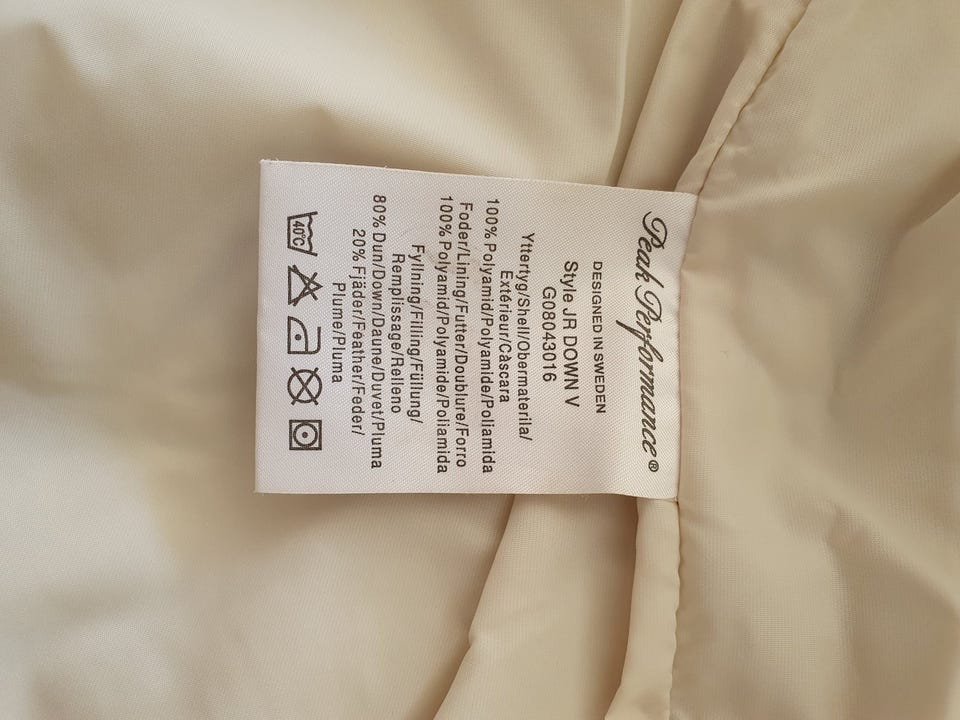 Peak Performance®
DESIGNED IN SWEDEN
Style JR DOWN V
G08043016
Yttertyg/Shell/Obermaterila/
Extérieur/Cáscara
100% Polyamid/Polyamide/Poliamida
Foder/Lining/Futter/Doublure/Forro
100% Polyamid/Polyamide/Poliamida
Fyllning/Filling/Füllung/
Remplissage/Relleno
80% Dun/Down/Daune/Duvet/Pluma
20% Fjäder/Feather/Feder/
Plume/Pluma
40°C